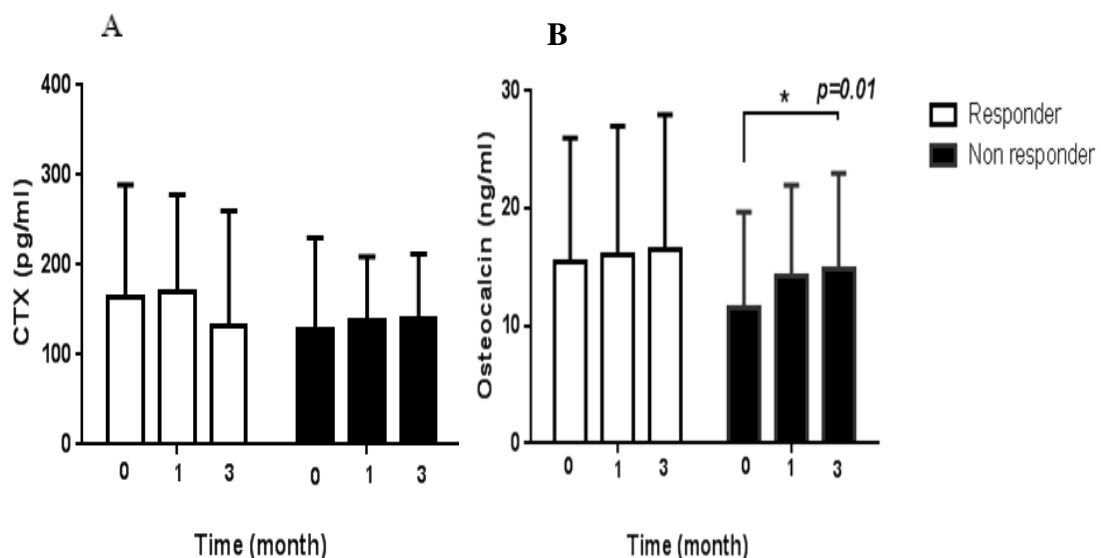 A
CTX (pg/ml)
400
300
200
100
0
0 1 3 0 1 3
Time (month)
B
Osteocalcin (ng/ml)
30
20
10
0
* p=0.01
0 1 3 0 1 3
Time (month)
Responder
Non responder